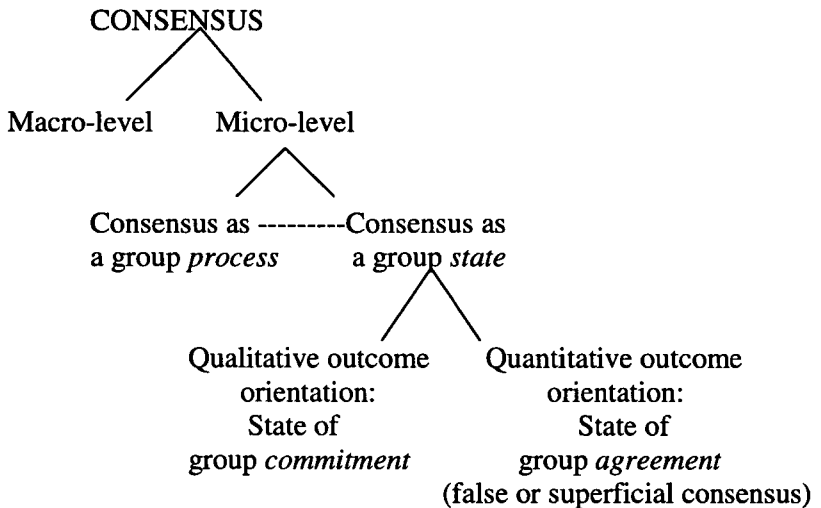 CONSENSUS
Macro-level Micro-level
Consensus as ---------Consensus as
a group process a group state
Qualitative outcome Quantitative outcome
orientation: orientation:
State of State of
group commitment group agreement
(false or superficial consensus)